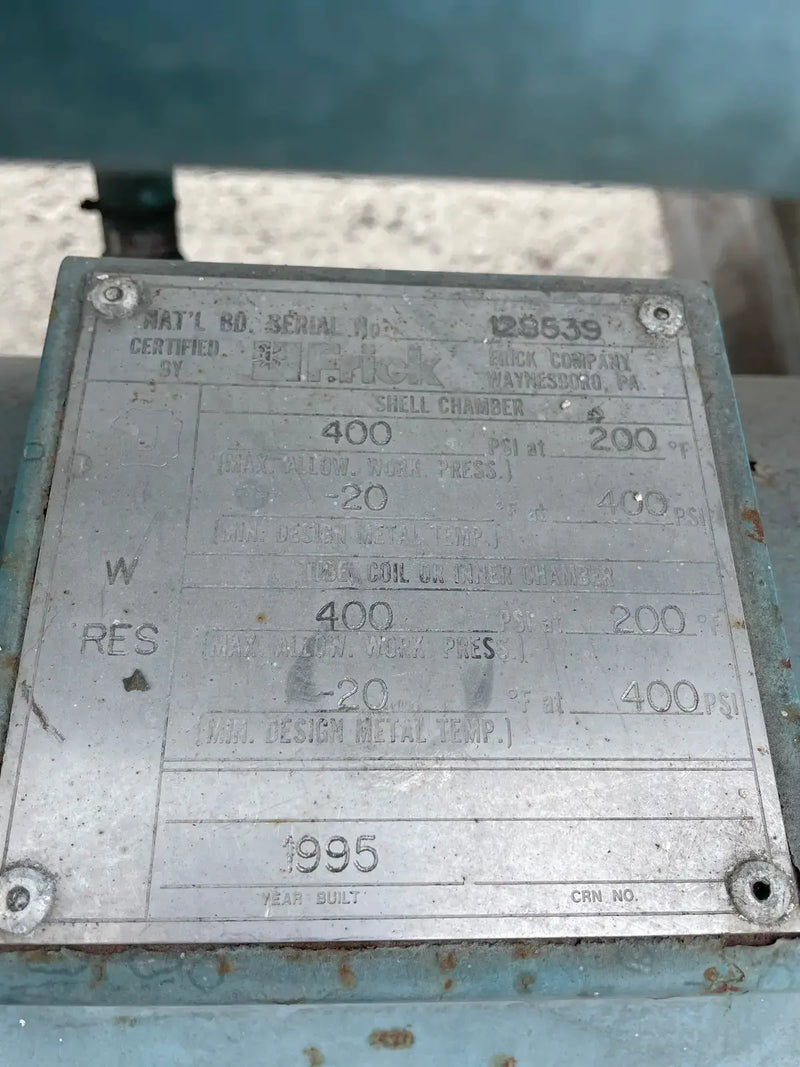 NAT'L BD. SERIAL No. 128539
CERTIFIED BY Frick FRICK COMPANY
WAYNESBORO, PA.
SHELL CHAMBER
400 PSI at 200 °F
(MAX. ALLOW. WORK PRESS.)
-20 °F at 400 PSI
(MIN. DESIGN METAL TEMP.)
W
TUBE, COIL OR INNER CHAMBER
RES
400 PSI at 200 °F
(MAX. ALLOW. WORK PRESS.)
-20 °F at 400 PSI
(MIN. DESIGN METAL TEMP.)
1995
YEAR BUILT CRN NO.